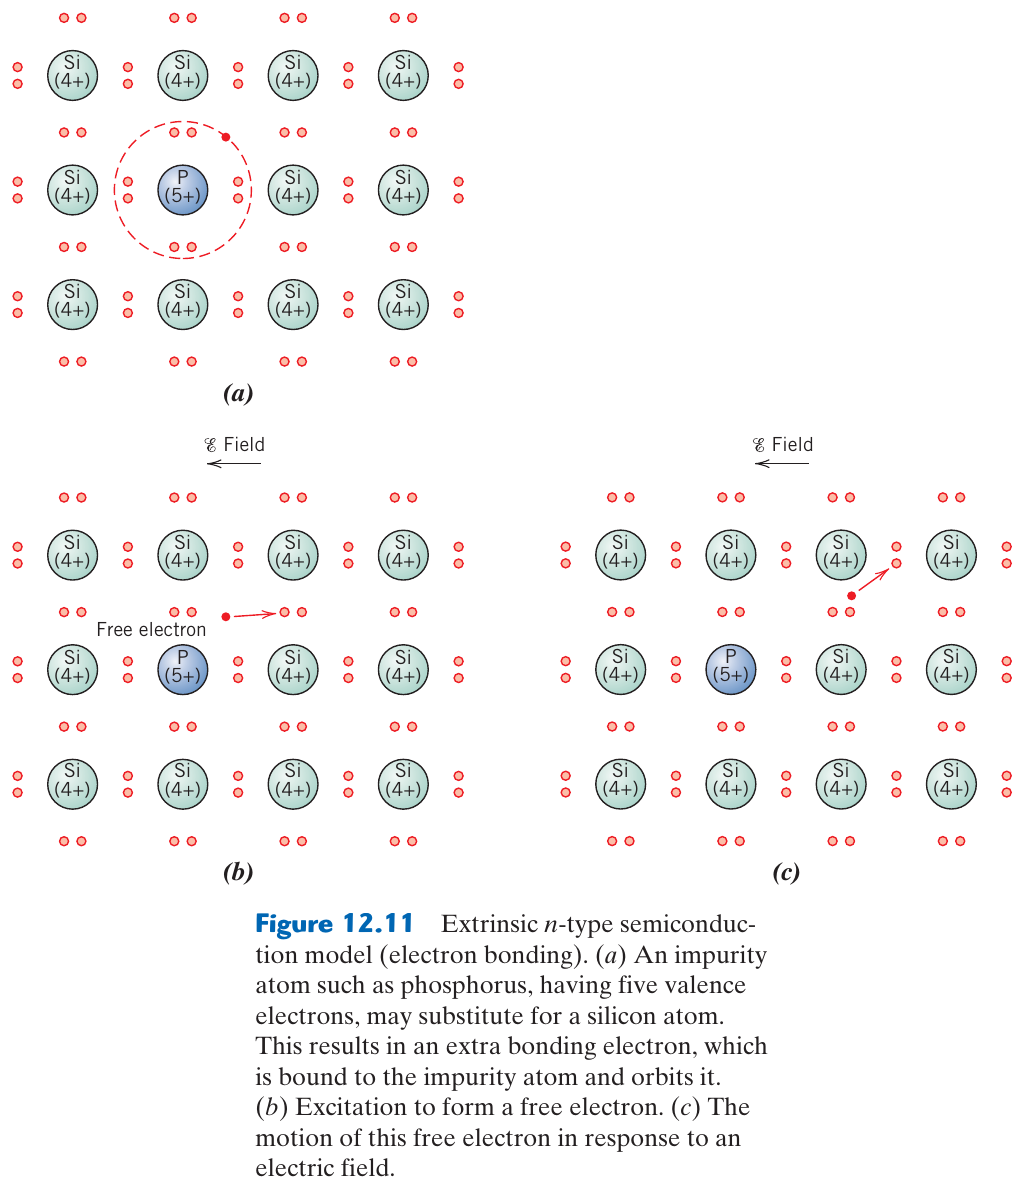 Si Si Si Si
(4+) (4+) (4+) (4+)
Si P Si Si
(4+) (5+) (4+) (4+)
Si Si Si Si
(4+) (4+) (4+) (4+)
(a)
ℰ Field
Si Si Si Si
(4+) (4+) (4+) (4+)
Free electron
Si P Si Si
(4+) (5+) (4+) (4+)
Si Si Si Si
(4+) (4+) (4+) (4+)
(b)
ℰ Field
Si Si Si Si
(4+) (4+) (4+) (4+)
Si P Si Si
(4+) (5+) (4+) (4+)
Si Si Si Si
(4+) (4+) (4+) (4+)
(c)
Figure 12.11 Extrinsic n-type semiconduc-
tion model (electron bonding). (a) An impurity
atom such as phosphorus, having five valence
electrons, may substitute for a silicon atom.
This results in an extra bonding electron, which
is bound to the impurity atom and orbits it.
(b) Excitation to form a free electron. (c) The
motion of this free electron in response to an
electric field.